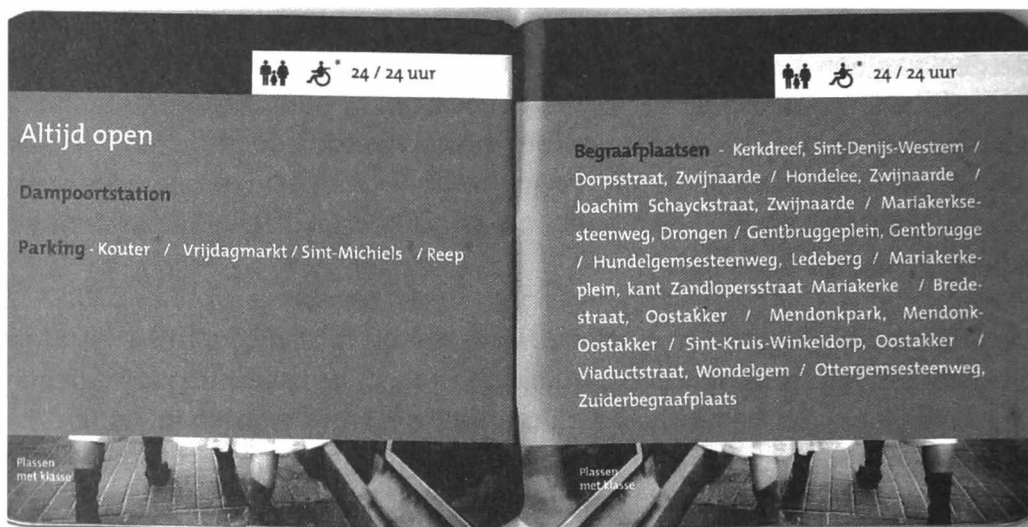 * 24 / 24 uur
Altijd open
Dampoortstation
Parking - Kouter * / Vrijdagmarkt / Sint-Michiels * / Reep *
Plassen
met klasse
* 24 / 24 uur
Begraafplaatsen - Kerkdreef, Sint-Denijs-Westrem /
Dorpsstraat, Zwijnaarde / Hondelee, Zwijnaarde /
Joachim Schayckstraat, Zwijnaarde / Mariakerkse-
steenweg, Drongen / Gentbruggeplein, Gentbrugge
/ Hundelgemsesteenweg, Ledeberg / Mariakerke-
plein, kant Zandlopersstraat Mariakerke / Brede-
straat, Oostakker / Mendonkpark, Mendonk-
Oostakker / Sint-Kruis-Winkeldorp, Oostakker /
Viaductstraat, Wondelgem / Ottergemsesteenweg,
Zuiderbegraafplaats
Plassen
met klasse